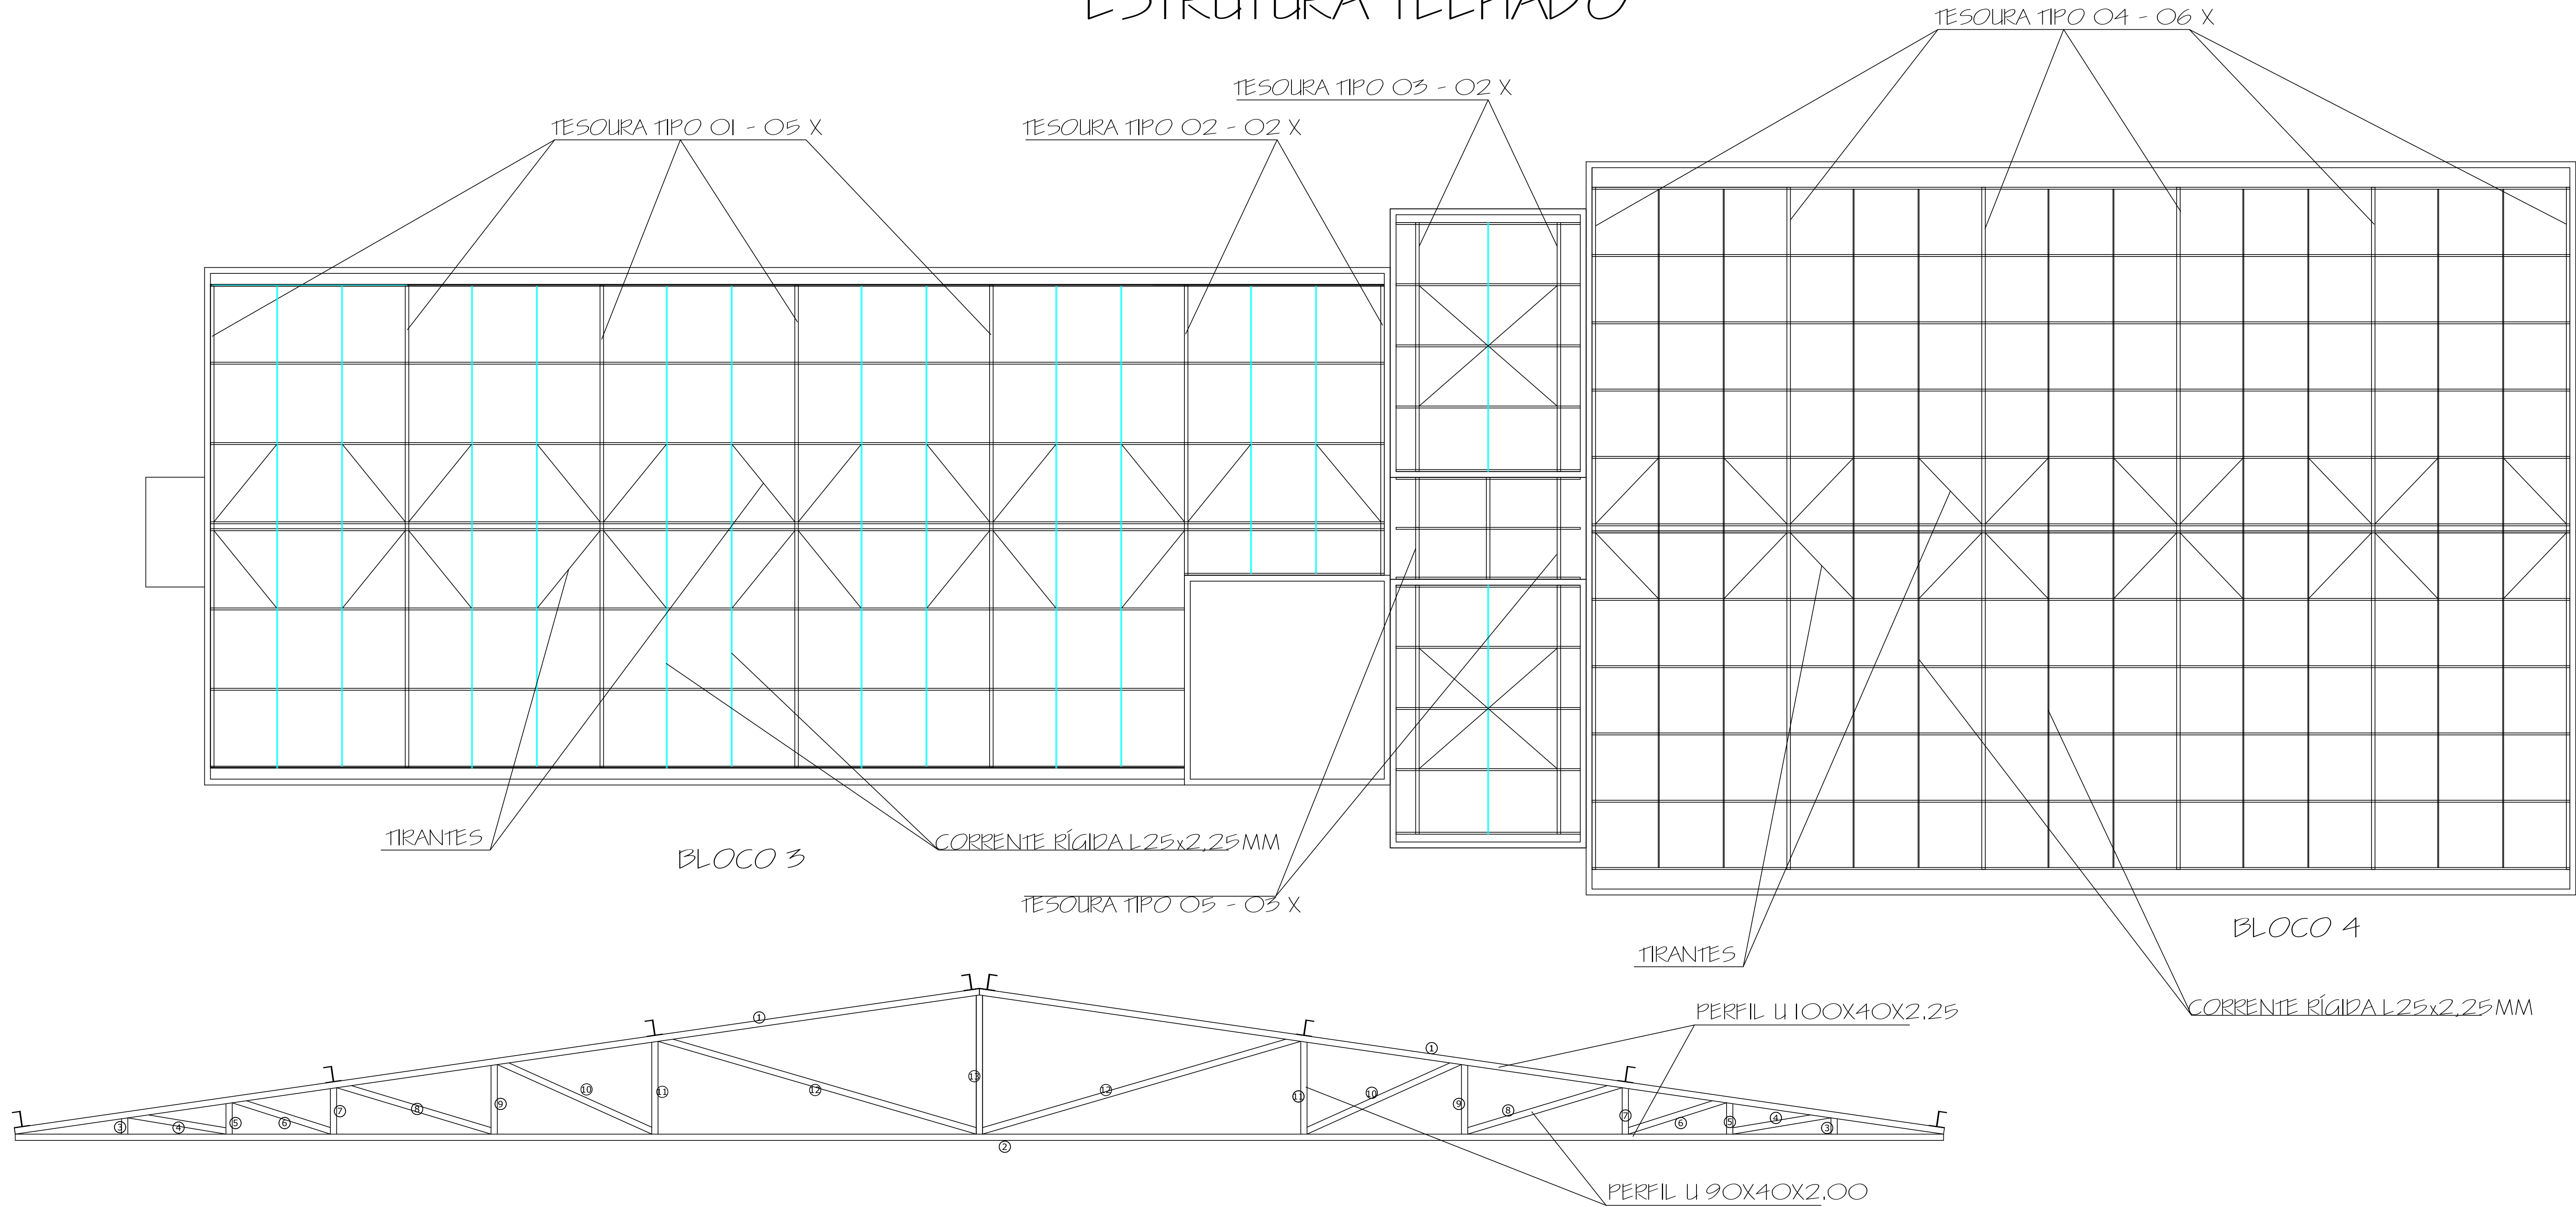 ESTRUTURA TELHADO
TESOURA TIPO 04 - 06 X
TESOURA TIPO 03 - 02 X
TESOURA TIPO 01 - 05 X
TESOURA TIPO 02 - 02 X
TIRANTES
CORRENTE RÍGIDA L25x2,25MM
BLOCO 3
TESOURA TIPO 05 - 03 X
BLOCO 4
TIRANTES
CORRENTE RÍGIDA L25x2,25MM
PERFIL U 100X40X2.25
1
1
3 4 5 6 7 8 9 10 11 12 13 12 11 10 9 8 7 6 5 4 3
2
PERFIL U 90X40X2.00